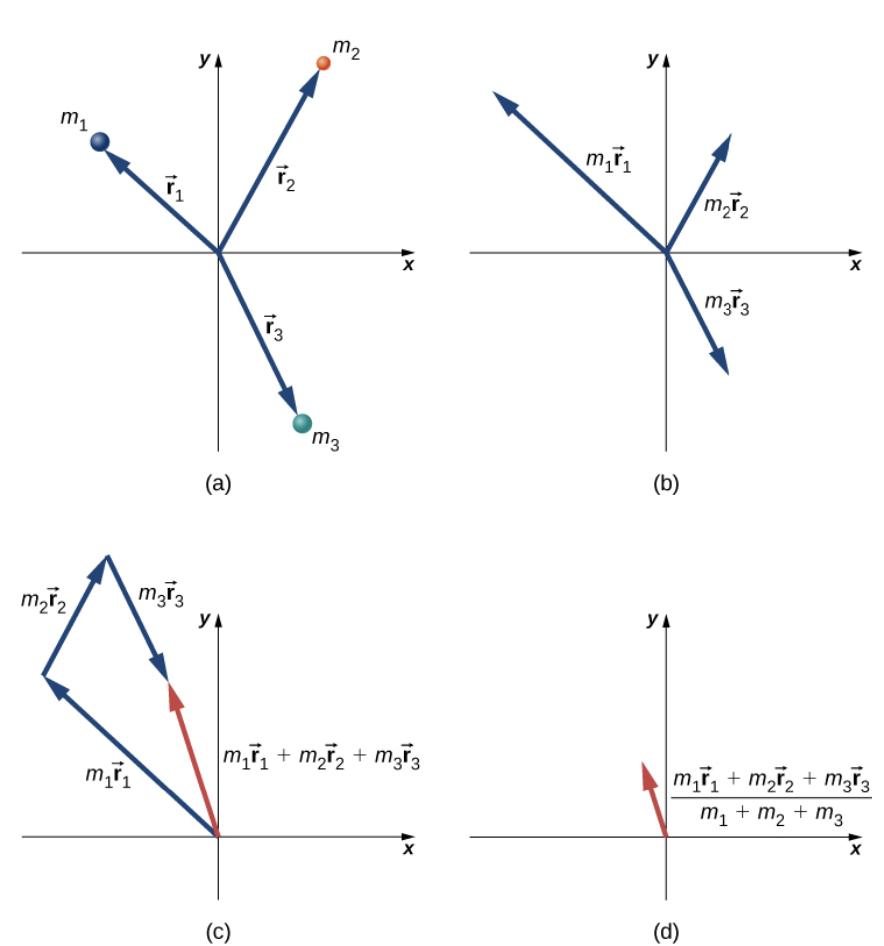 y
m₂
m₁
r⃗₁
r⃗₂
x
r⃗₃
m₃
(a)
y
m₁r⃗₁
m₂r⃗₂
x
m₃r⃗₃
(b)
m₂r⃗₂
m₃r⃗₃
y
m₁r⃗₁ + m₂r⃗₂ + m₃r⃗₃
m₁r⃗₁
x
(c)
y
m₁r⃗₁ + m₂r⃗₂ + m₃r⃗₃
m₁ + m₂ + m₃
x
(d)